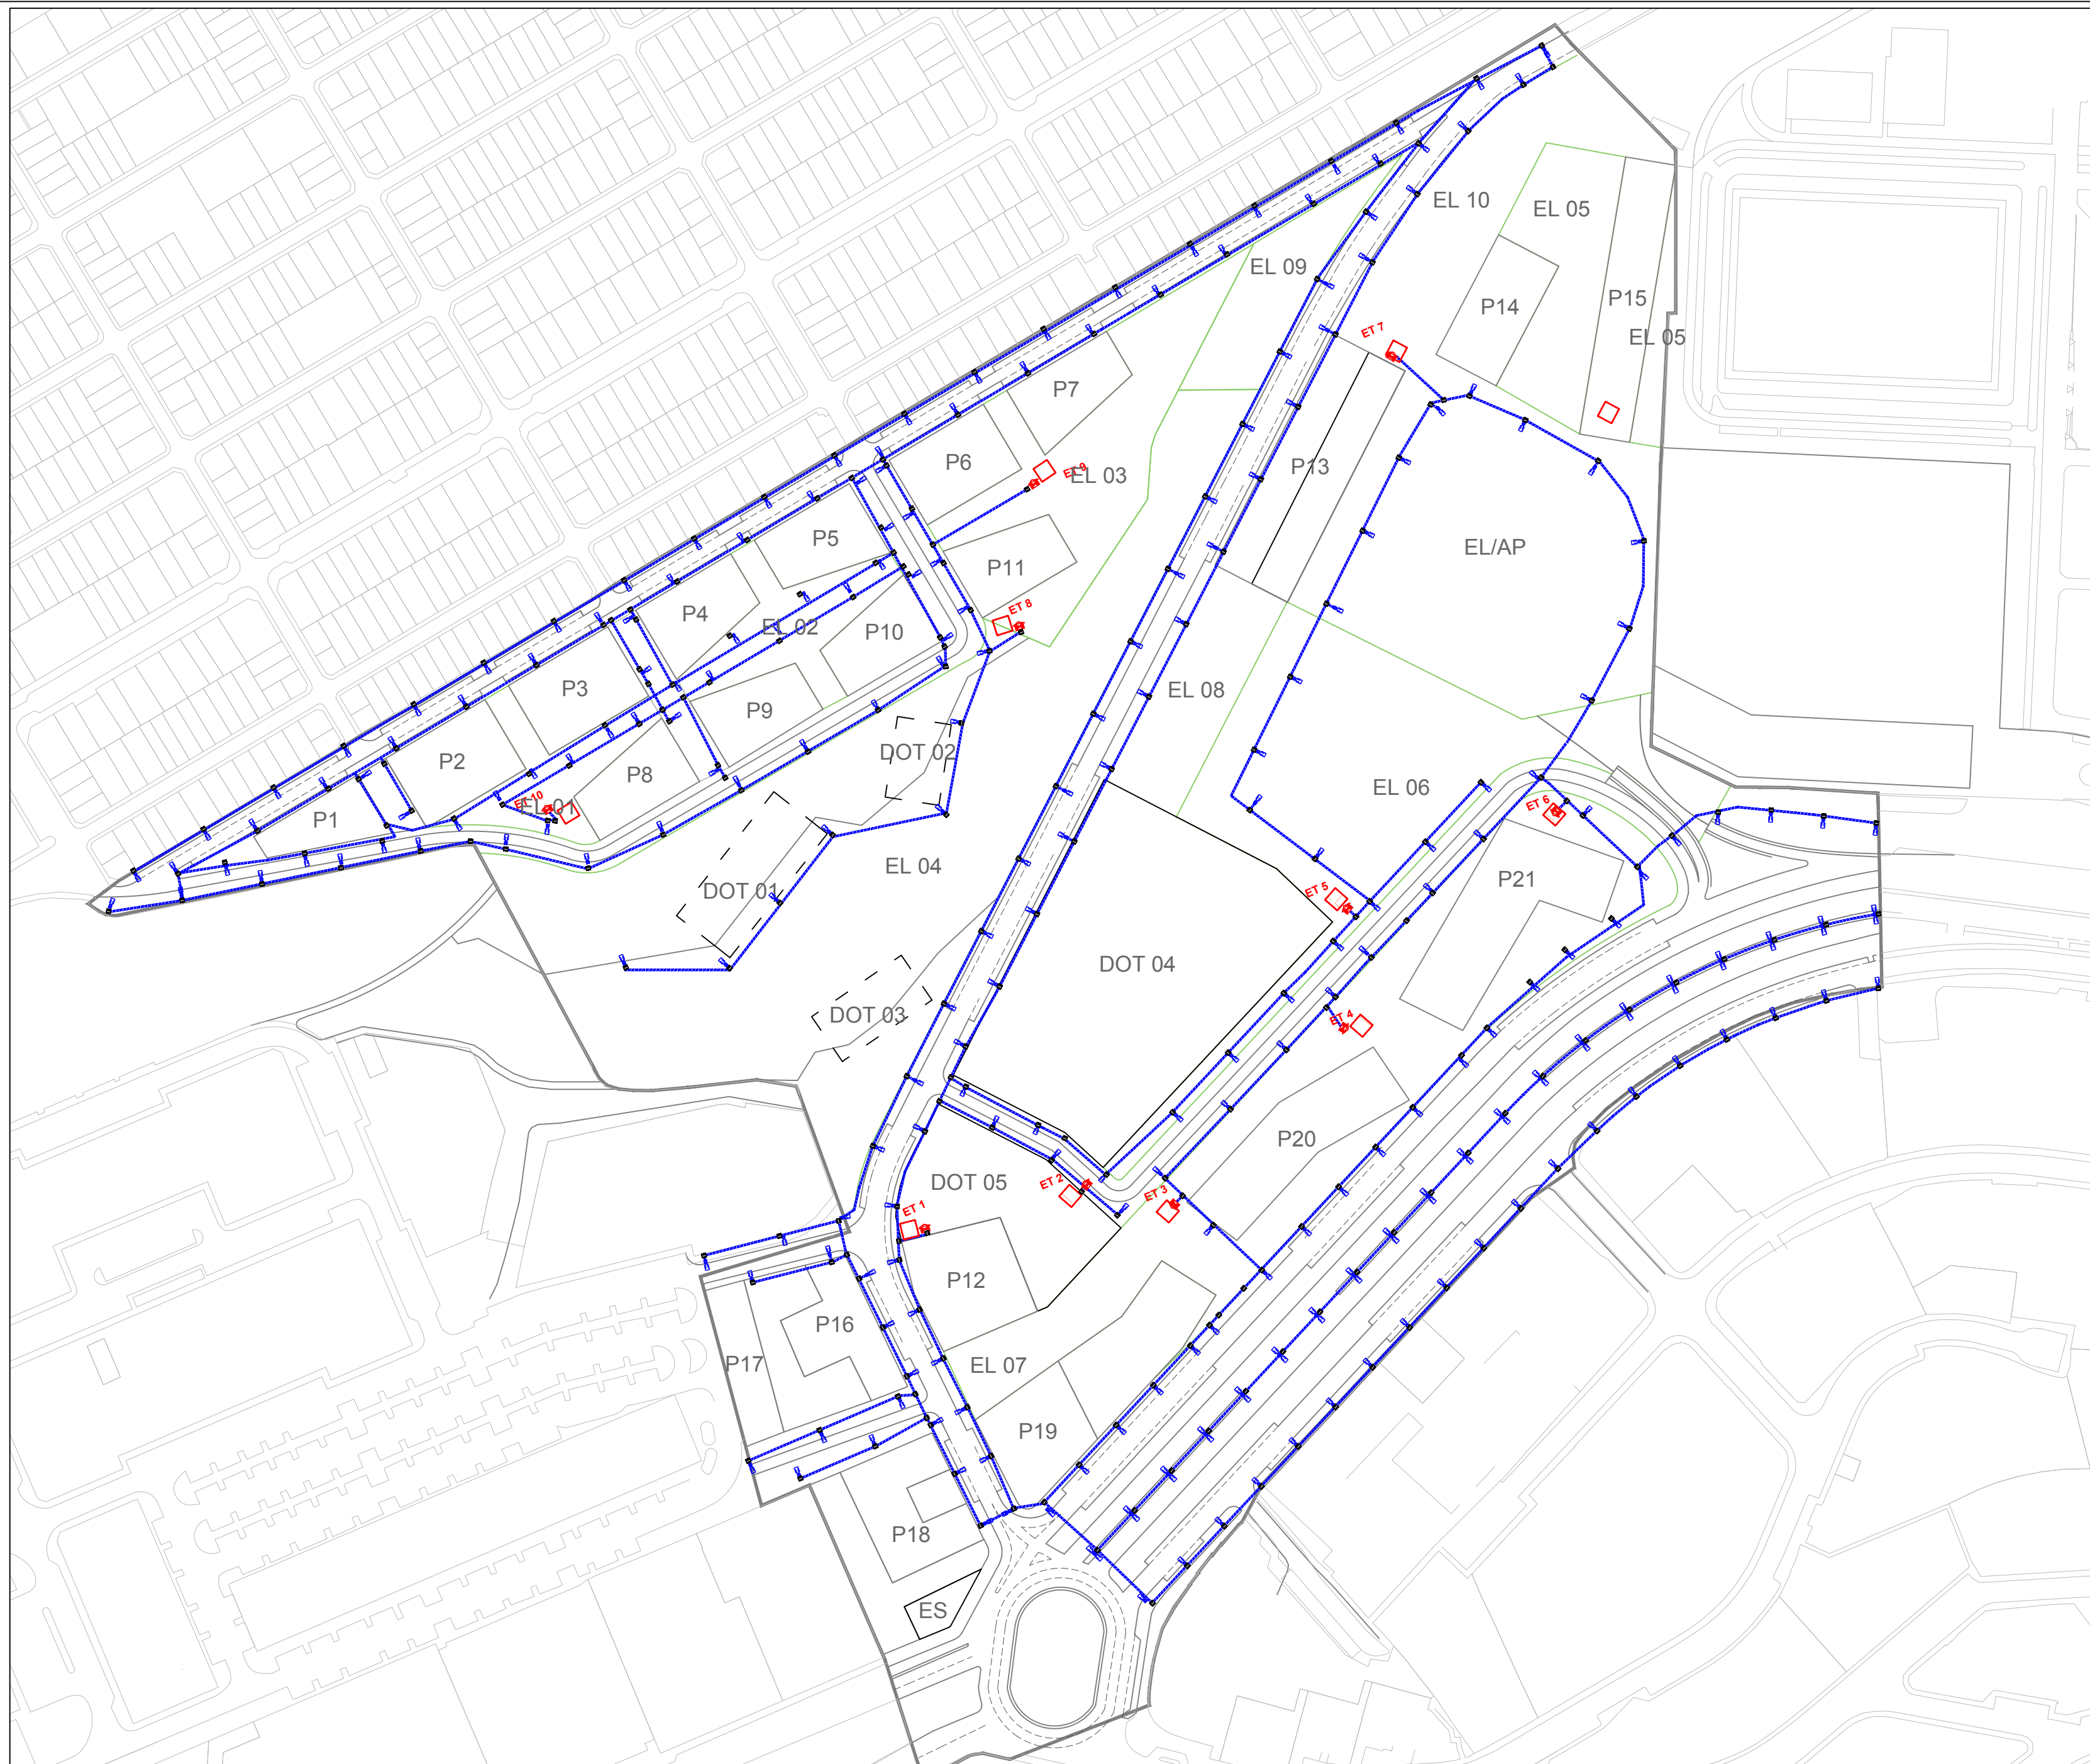 EL 10
EL 05
EL 09
P14
P15
ET 7
EL 05
P7
P6
ET 9
EL 03
P13
P5
EL/AP
P11
P4
ET 8
EL 02
P10
P3
EL 08
P9
P2
DOT 02
P8
EL 06
ET 10
EL 01
P1
ET 6
EL 04
P21
DOT 01
ET 5
DOT 04
DOT 03
ET 4
P20
DOT 05
ET 2
ET 3
ET 1
P12
P16
P17
EL 07
P19
P18
ES